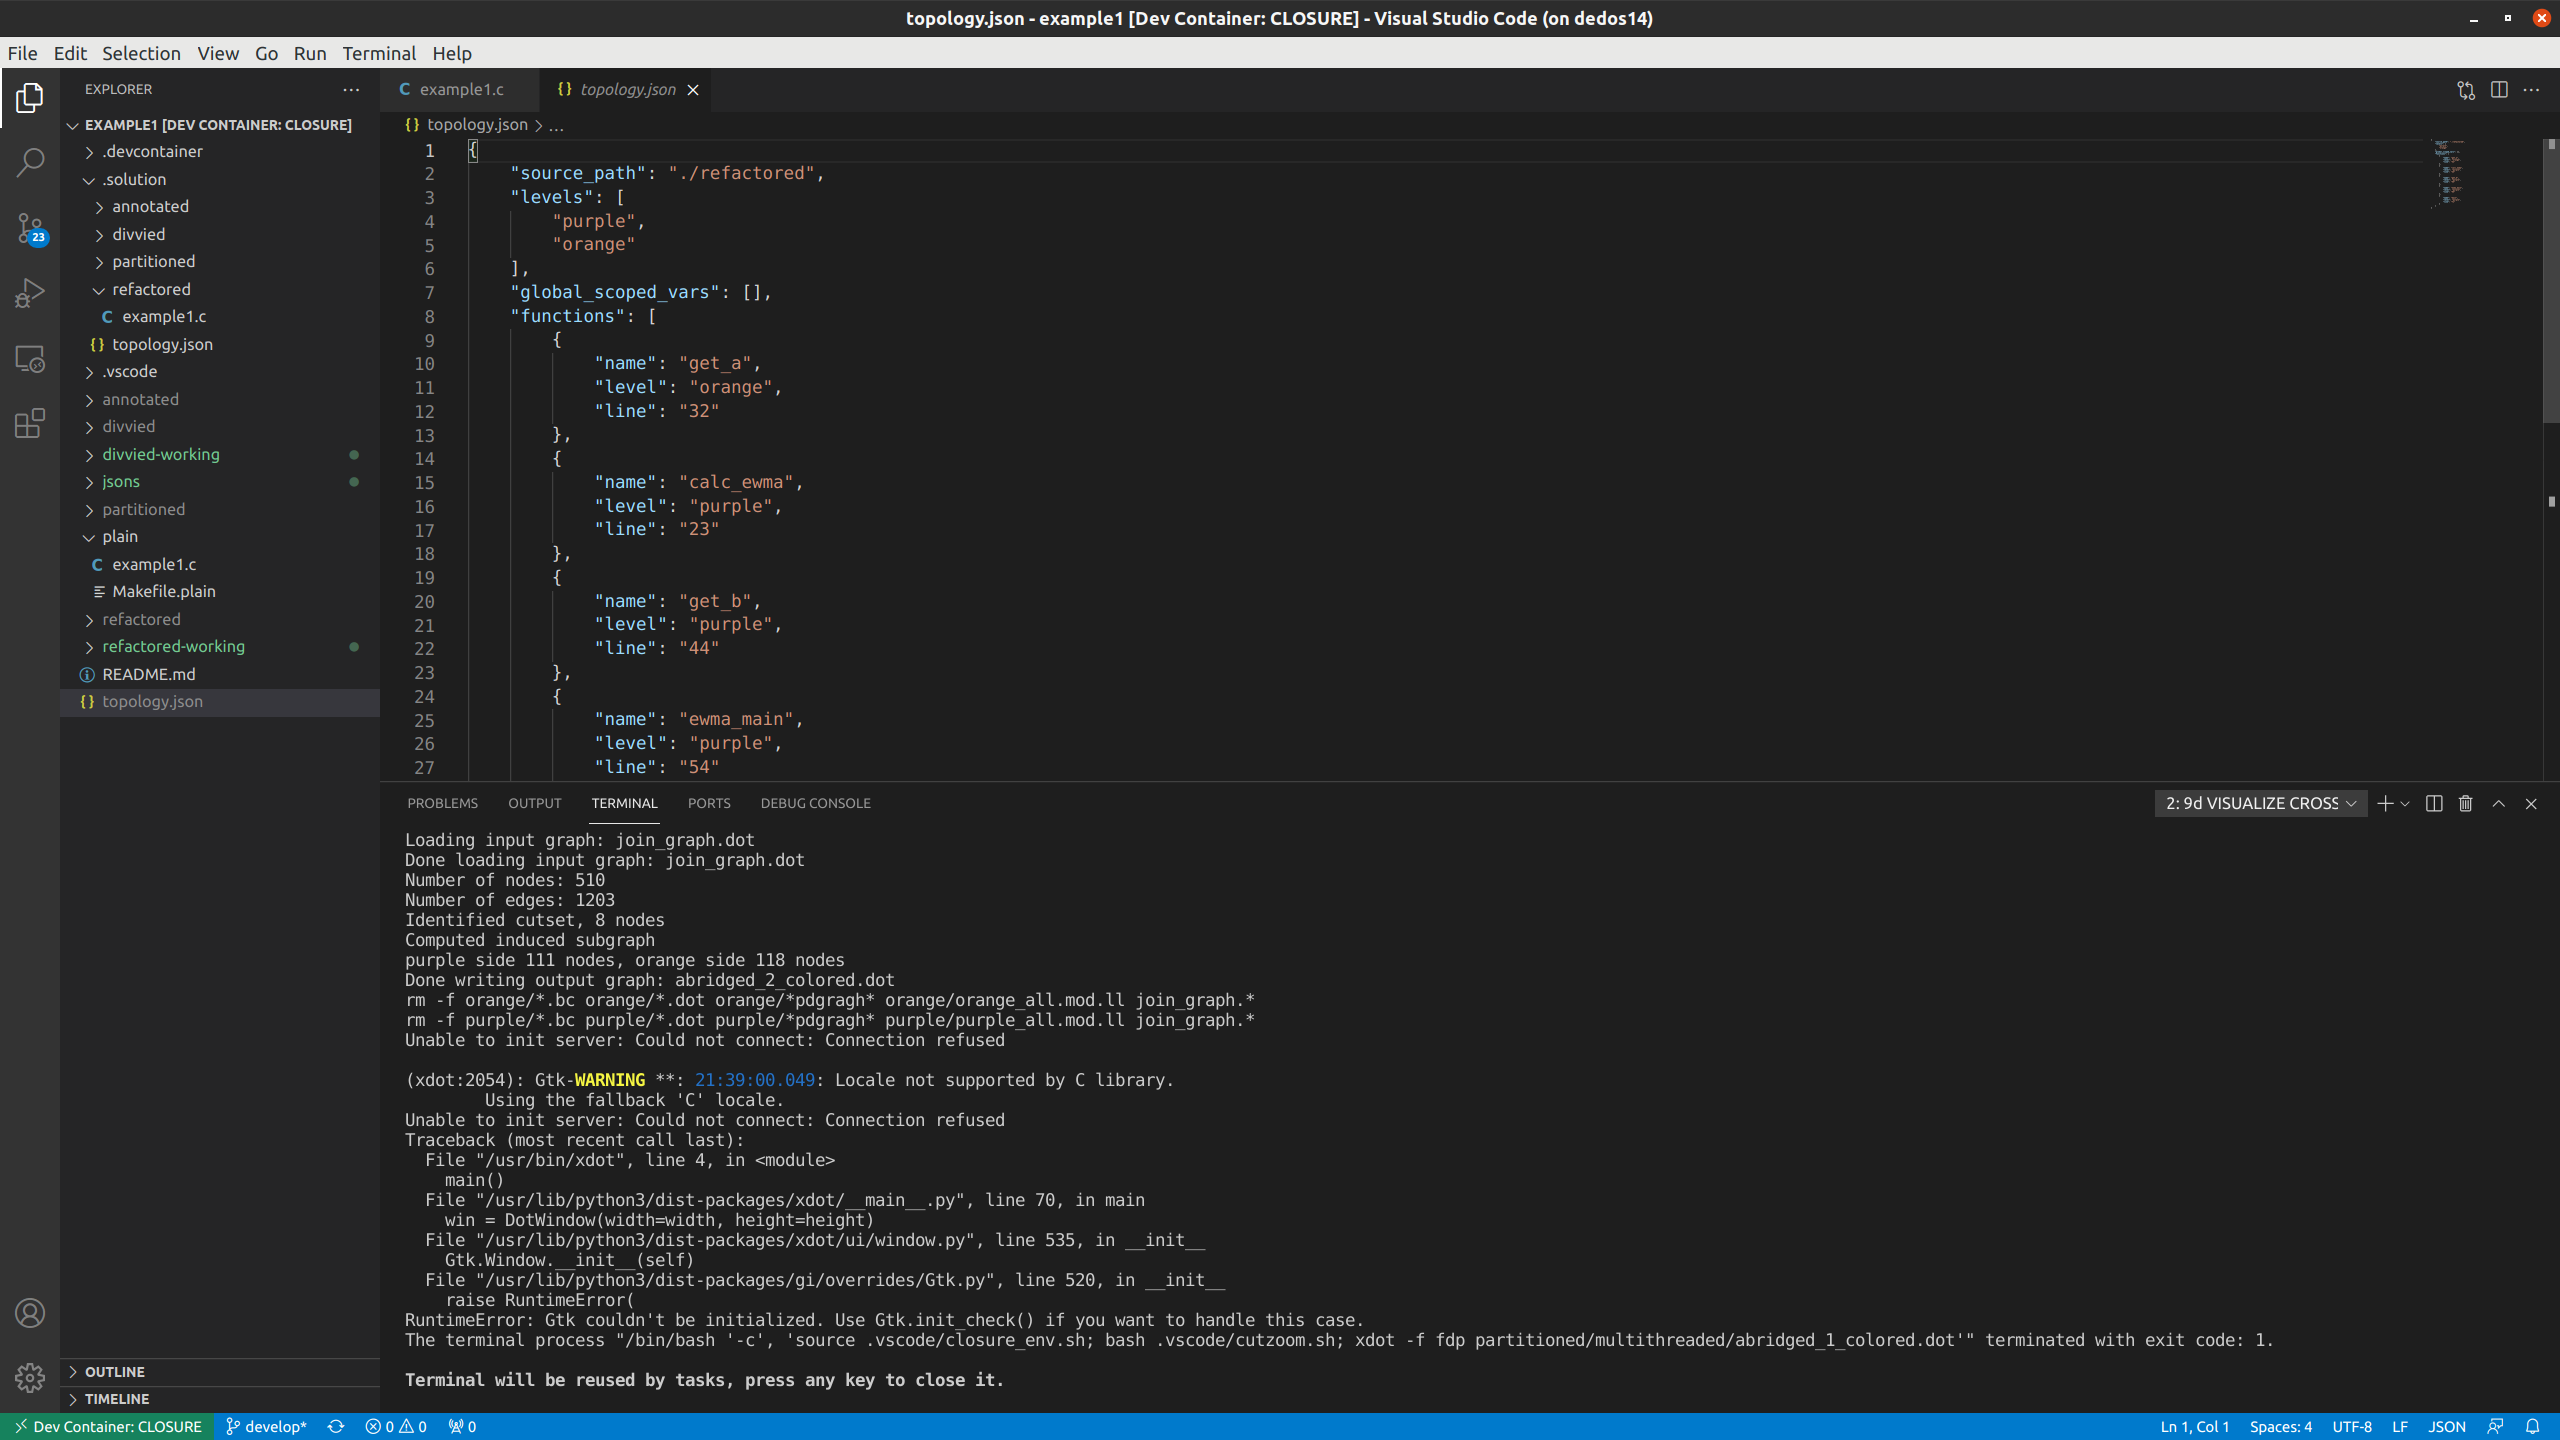 topology.json - example1 [Dev Container: CLOSURE] - Visual Studio Code (on dedos14)
File Edit Selection View Go Run Terminal Help
EXPLORER
EXAMPLE1 [DEV CONTAINER: CLOSURE]
.devcontainer
.solution
annotated
divvied
partitioned
refactored
C example1.c
{} topology.json
.vscode
annotated
divvied
divvied-working
jsons
partitioned
plain
C example1.c
Makefile.plain
refactored
refactored-working
README.md
{} topology.json
23
OUTLINE
TIMELINE
C example1.c
{} topology.json
{} topology.json > ...
1 {
2 "source_path": "./refactored",
3 "levels": [
4 "purple",
5 "orange"
6 ],
7 "global_scoped_vars": [],
8 "functions": [
9 {
10 "name": "get_a",
11 "level": "orange",
12 "line": "32"
13 },
14 {
15 "name": "calc_ewma",
16 "level": "purple",
17 "line": "23"
18 },
19 {
20 "name": "get_b",
21 "level": "purple",
22 "line": "44"
23 },
24 {
25 "name": "ewma_main",
26 "level": "purple",
27 "line": "54"
PROBLEMS OUTPUT TERMINAL PORTS DEBUG CONSOLE
2: 9d VISUALIZE CROSS
Loading input graph: join_graph.dot
Done loading input graph: join_graph.dot
Number of nodes: 510
Number of edges: 1203
Identified cutset, 8 nodes
Computed induced subgraph
purple side 111 nodes, orange side 118 nodes
Done writing output graph: abridged_2_colored.dot
rm -f orange/*.bc orange/*.dot orange/*pdgragh* orange/orange_all.mod.ll join_graph.*
rm -f purple/*.bc purple/*.dot purple/*pdgragh* purple/purple_all.mod.ll join_graph.*
Unable to init server: Could not connect: Connection refused
(xdot:2054): Gtk-WARNING **: 21:39:00.049: Locale not supported by C library.
Using the fallback 'C' locale.
Unable to init server: Could not connect: Connection refused
Traceback (most recent call last):
File "/usr/bin/xdot", line 4, in <module>
main()
File "/usr/lib/python3/dist-packages/xdot/__main__.py", line 70, in main
win = DotWindow(width=width, height=height)
File "/usr/lib/python3/dist-packages/xdot/ui/window.py", line 535, in __init__
Gtk.Window.__init__(self)
File "/usr/lib/python3/dist-packages/gi/overrides/Gtk.py", line 520, in __init__
raise RuntimeError(
RuntimeError: Gtk couldn't be initialized. Use Gtk.init_check() if you want to handle this case.
The terminal process "/bin/bash '-c', 'source .vscode/closure_env.sh; bash .vscode/cutzoom.sh; xdot -f fdp partitioned/multithreaded/abridged_1_colored.dot'" terminated with exit code: 1.
Terminal will be reused by tasks, press any key to close it.
Dev Container: CLOSURE develop* 0 0 0 Ln 1, Col 1 Spaces: 4 UTF-8 LF JSON